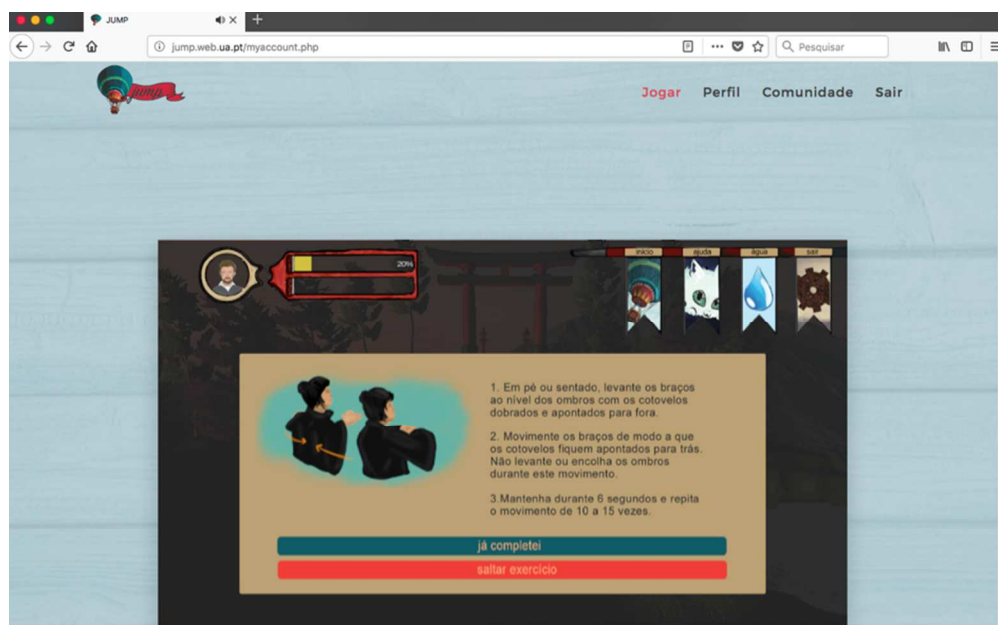 JUMP
jump.web.ua.pt/myaccount.php
Pesquisar
jump
Jogar Perfil Comunidade Sair
20%
início ajuda água sair
1. Em pé ou sentado, levante os braços
ao nível dos ombros com os cotovelos
dobrados e apontados para fora.
2. Movimente os braços de modo a que
os cotovelos fiquem apontados para trás.
Não levante ou encolha os ombros
durante este movimento.
3.Mantenha durante 6 segundos e repita
o movimento de 10 a 15 vezes.
já completei
saltar exercício